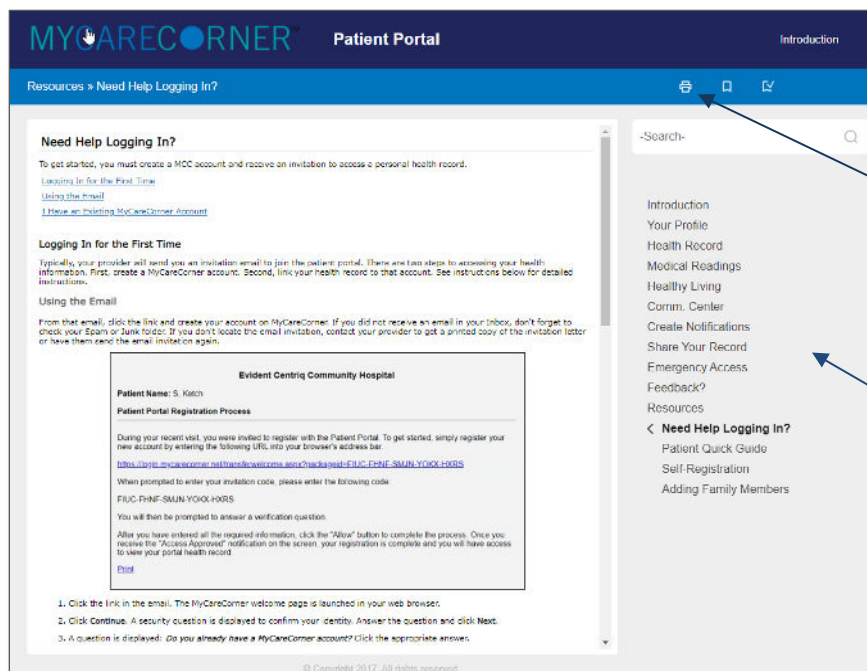 MYCARECORNER
Patient Portal
Introduction
Resources » Need Help Logging In?
Need Help Logging In?
To get started, you must create a MCC account and receive an invitation to access a personal health record.
Logging In for the First Time
Using the Email
I Have an Existing MyCareCorner Account
Logging In for the First Time
Typically, your provider will send you an invitation email to join the patient portal. There are two steps to accessing your health
information. First, create a MyCareCorner account. Second, link your health record to that account. See instructions below for detailed
instructions.
Using the Email
From that email, click the link and create your account on MyCareCorner. If you did not receive an email in your Inbox, don't forget to
check your Spam or Junk folder. If you don't locate the email invitation, contact your provider to get a printed copy of the invitation letter
or have them send the email invitation again.
Evident Centriq Community Hospital
Patient Name: S, Ketch
Patient Portal Registration Process
During your recent visit, you were invited to register with the Patient Portal. To get started, simply register your
new account by entering the following URL into your browser's address bar.
https://login.mycarecorner.net/transferwelcome.aspx?packageid=FIUC-FHNF-SMJN-YOKX-HXRS
When prompted to enter your invitation code, please enter the following code:
FIUC-FHNF-SMJN-YOKX-HXRS
You will then be prompted to answer a verification question.
After you have entered all the required information, click the "Allow" button to complete the process. Once you
receive the "Access Approved" notification on the screen, your registration is complete and you will have access
to view your portal health record.
Print
1. Click the link in the email. The MyCareCorner welcome page is launched in your web browser.
2. Click Continue. A security question is displayed to confirm your identity. Answer the question and click Next.
3. A question is displayed: Do you already have a MyCareCorner account? Click the appropriate answer.
-Search-
Introduction
Your Profile
Health Record
Medical Readings
Healthy Living
Comm. Center
Create Notifications
Share Your Record
Emergency Access
Feedback?
Resources
Need Help Logging In?
Patient Quick Guide
Self-Registration
Adding Family Members
© Copyright 2017. All rights reserved.